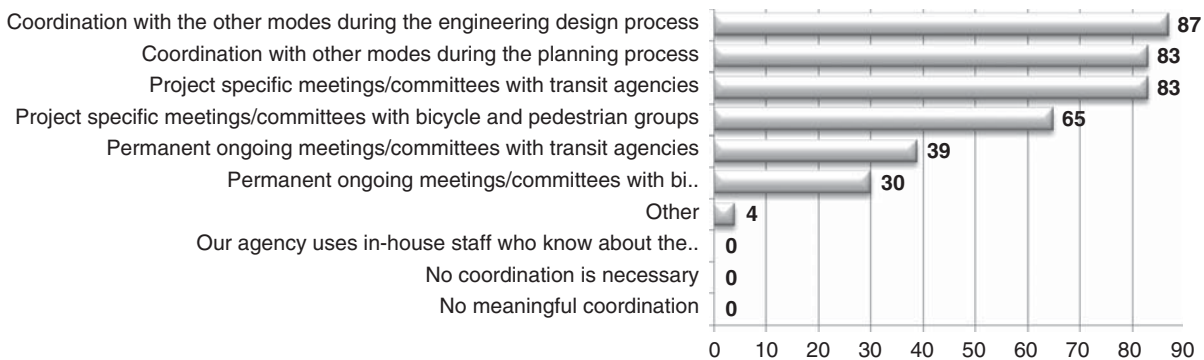 Coordination with the other modes during the engineering design process 87
Coordination with other modes during the planning process 83
Project specific meetings/committees with transit agencies 83
Project specific meetings/committees with bicycle and pedestrian groups 65
Permanent ongoing meetings/committees with transit agencies 39
Permanent ongoing meetings/committees with bi.. 30
Other 4
Our agency uses in-house staff who know about the.. 0
No coordination is necessary 0
No meaningful coordination 0
0 10 20 30 40 50 60 70 80 90